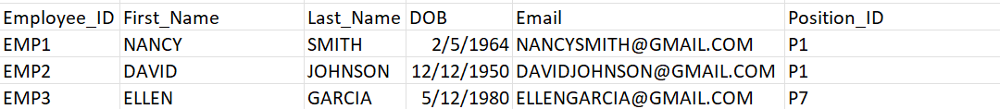 Employee_ID First_Name Last_Name DOB Email Position_ID
EMP1 NANCY SMITH 2/5/1964 NANCYSMITH@GMAIL.COM P1
EMP2 DAVID JOHNSON 12/12/1950 DAVIDJOHNSON@GMAIL.COM P1
EMP3 ELLEN GARCIA 5/12/1980 ELLENGARCIA@GMAIL.COM P7